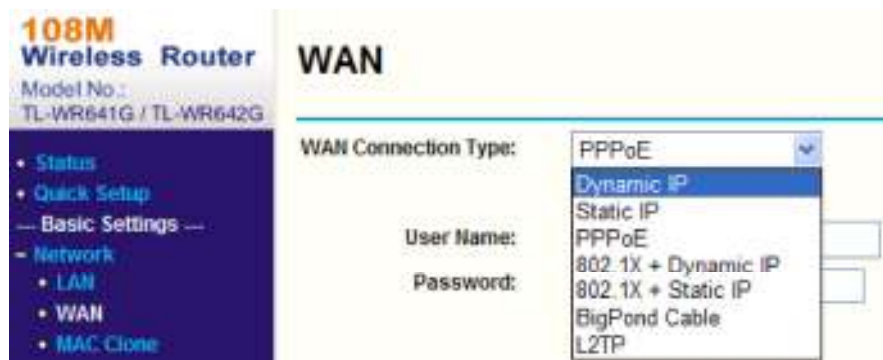 108M
Wireless Router
Model No.:
TL-WR641G / TL-WR642G
• Status
• Quick Setup
--- Basic Settings ---
- Network
• LAN
• WAN
• MAC Clone
WAN
WAN Connection Type:
PPPoE
Dynamic IP
Static IP
PPPoE
802.1X + Dynamic IP
802.1X + Static IP
BigPond Cable
L2TP
User Name:
Password: